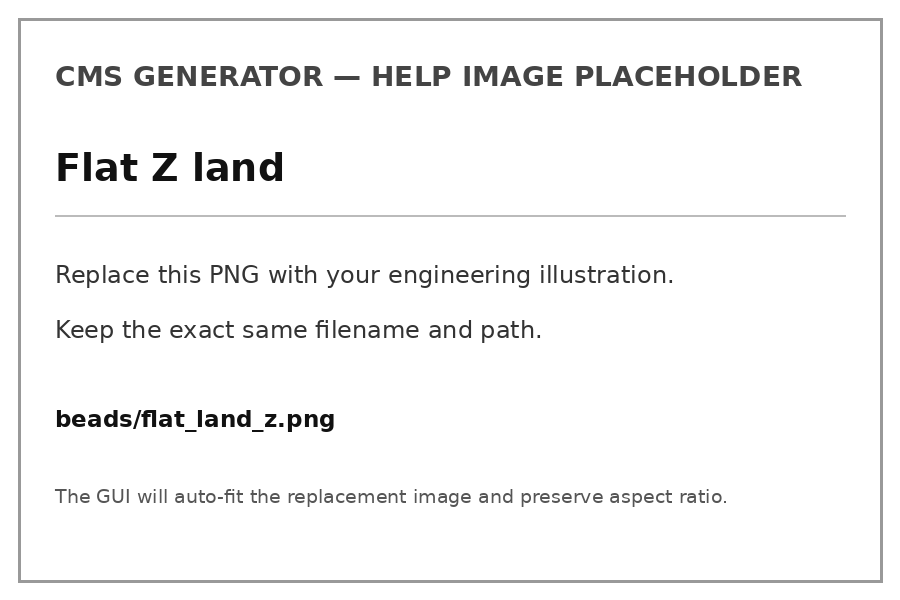 CMS GENERATOR — HELP IMAGE PLACEHOLDER
Flat Z land
Replace this PNG with your engineering illustration.
Keep the exact same filename and path.
beads/flat_land_z.png
The GUI will auto-fit the replacement image and preserve aspect ratio.